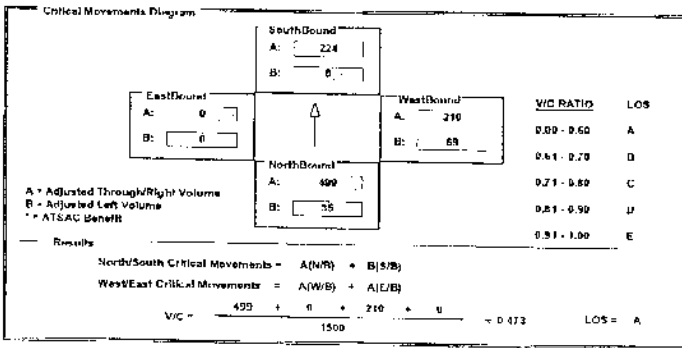 Critical Movements Diagram
SouthBound
A: 224
B: 0
EastBound
A: 0
B: 0
WestBound
A: 210
B: 69
NorthBound
A: 499
B: 35
V/C RATIO LOS
0.00 - 0.60 A
0.61 - 0.70 B
0.71 - 0.80 C
0.81 - 0.90 D
0.91 - 1.00 E
A = Adjusted Through/Right Volume
B = Adjusted Left Volume
* = ATSAC Benefit
Results
North/South Critical Movements = A(N/B) + B(S/B)
West/East Critical Movements = A(W/B) + A(E/B)
V/C = 499 + 0 + 210 + 0 = 0.473 LOS = A
1500